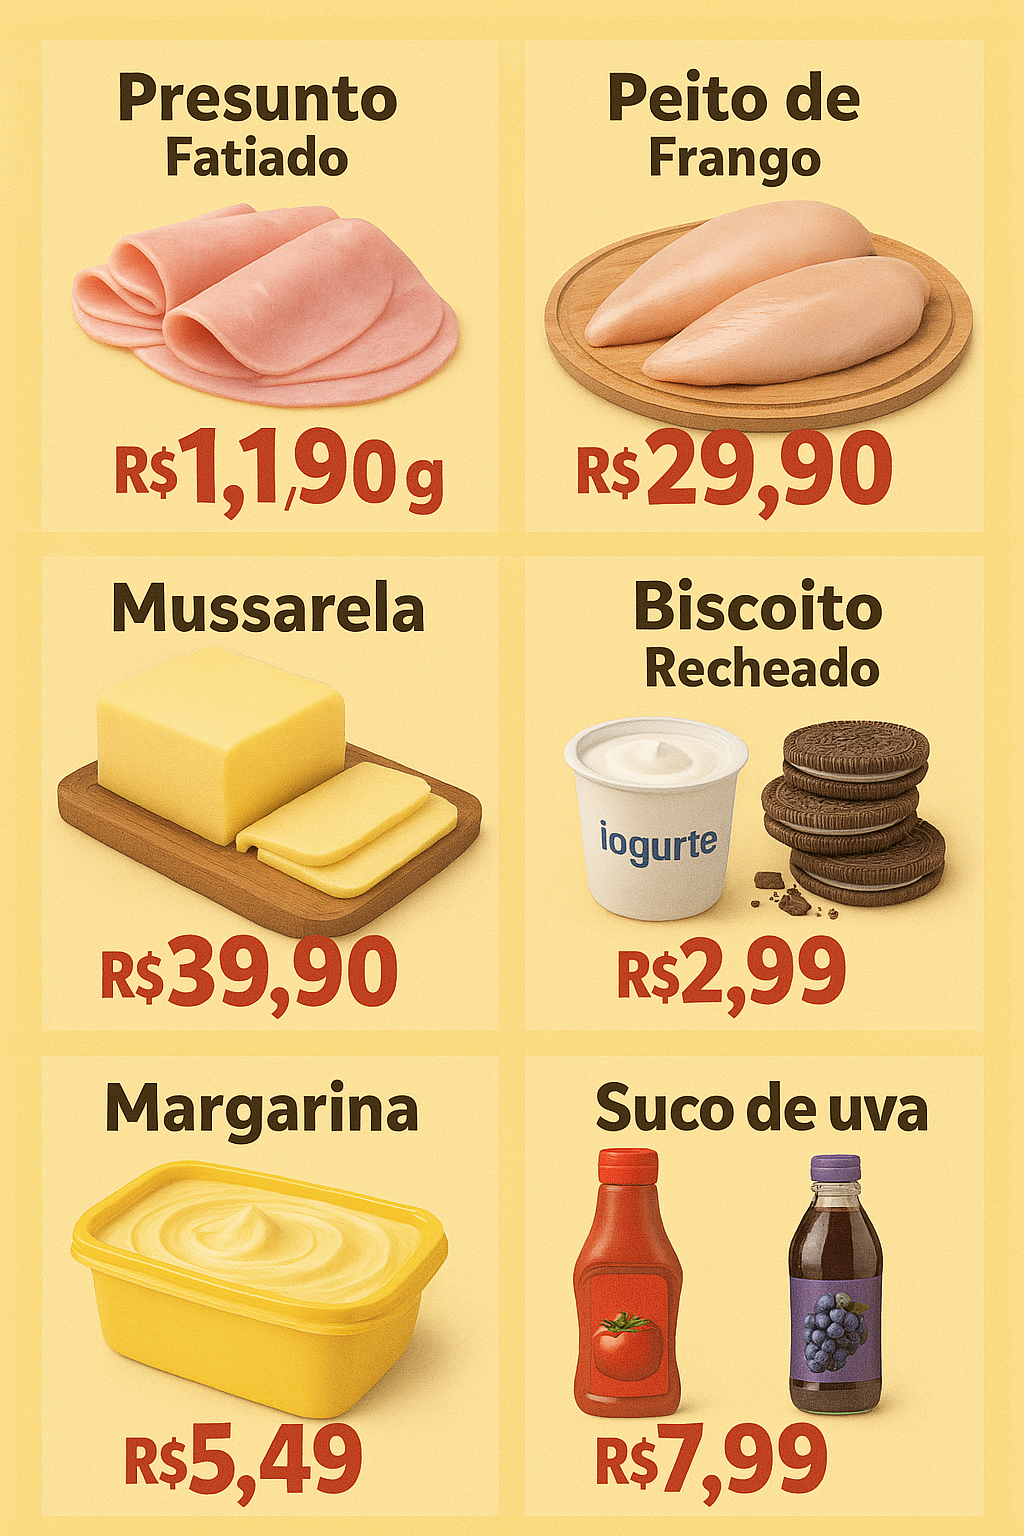 Presunto
Fatiado
R$1,1/90g
Peito de
Frango
R$29,90
Mussarela
R$39,90
Biscoito
Recheado
iogurte
R$2,99
Margarina
R$5,49
Suco de uva
R$7,99